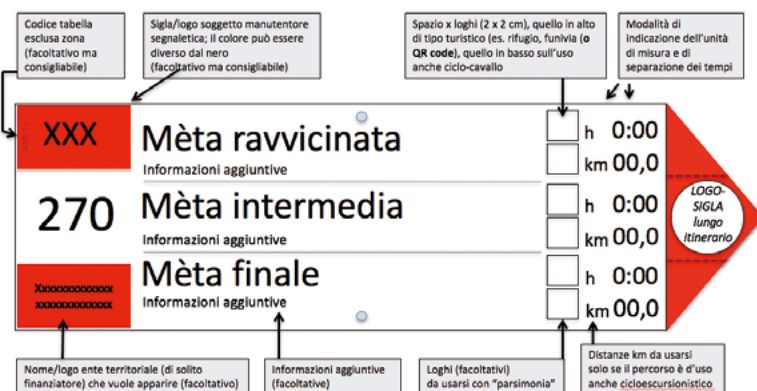 Codice tabella
esclusa zona
(facoltativo ma
consigliabile)
Sigla/logo soggetto manutentore
segnaletica; il colore può essere
diverso dal nero
(facoltativo ma consigliabile)
Spazio x loghi (2 x 2 cm), quello in alto
di tipo turistico (es. rifugio, funivia (o
QR code), quello in basso sull'uso
anche ciclo-cavallo
Modalità di
indicazione dell'unità
di misura e di
separazione dei tempi
XXX
Mèta ravvicinata
Informazioni aggiuntive
h 0:00
km 00,0
270
Mèta intermedia
Informazioni aggiuntive
h 0:00
km 00,0
LOGO-
SIGLA
lungo
itinerario
Xxxxxxxxxxxxx
xxxxxxxxxxxxx
Mèta finale
Informazioni aggiuntive
h 0:00
km 00,0
Nome/logo ente territoriale (di solito
finanziatore) che vuole apparire (facoltativo)
Informazioni aggiuntive
(facoltative)
Loghi (facoltativi)
da usarsi con "parsimonia"
Distanze km da usarsi
solo se il percorso è d'uso
anche cicloescursionistico